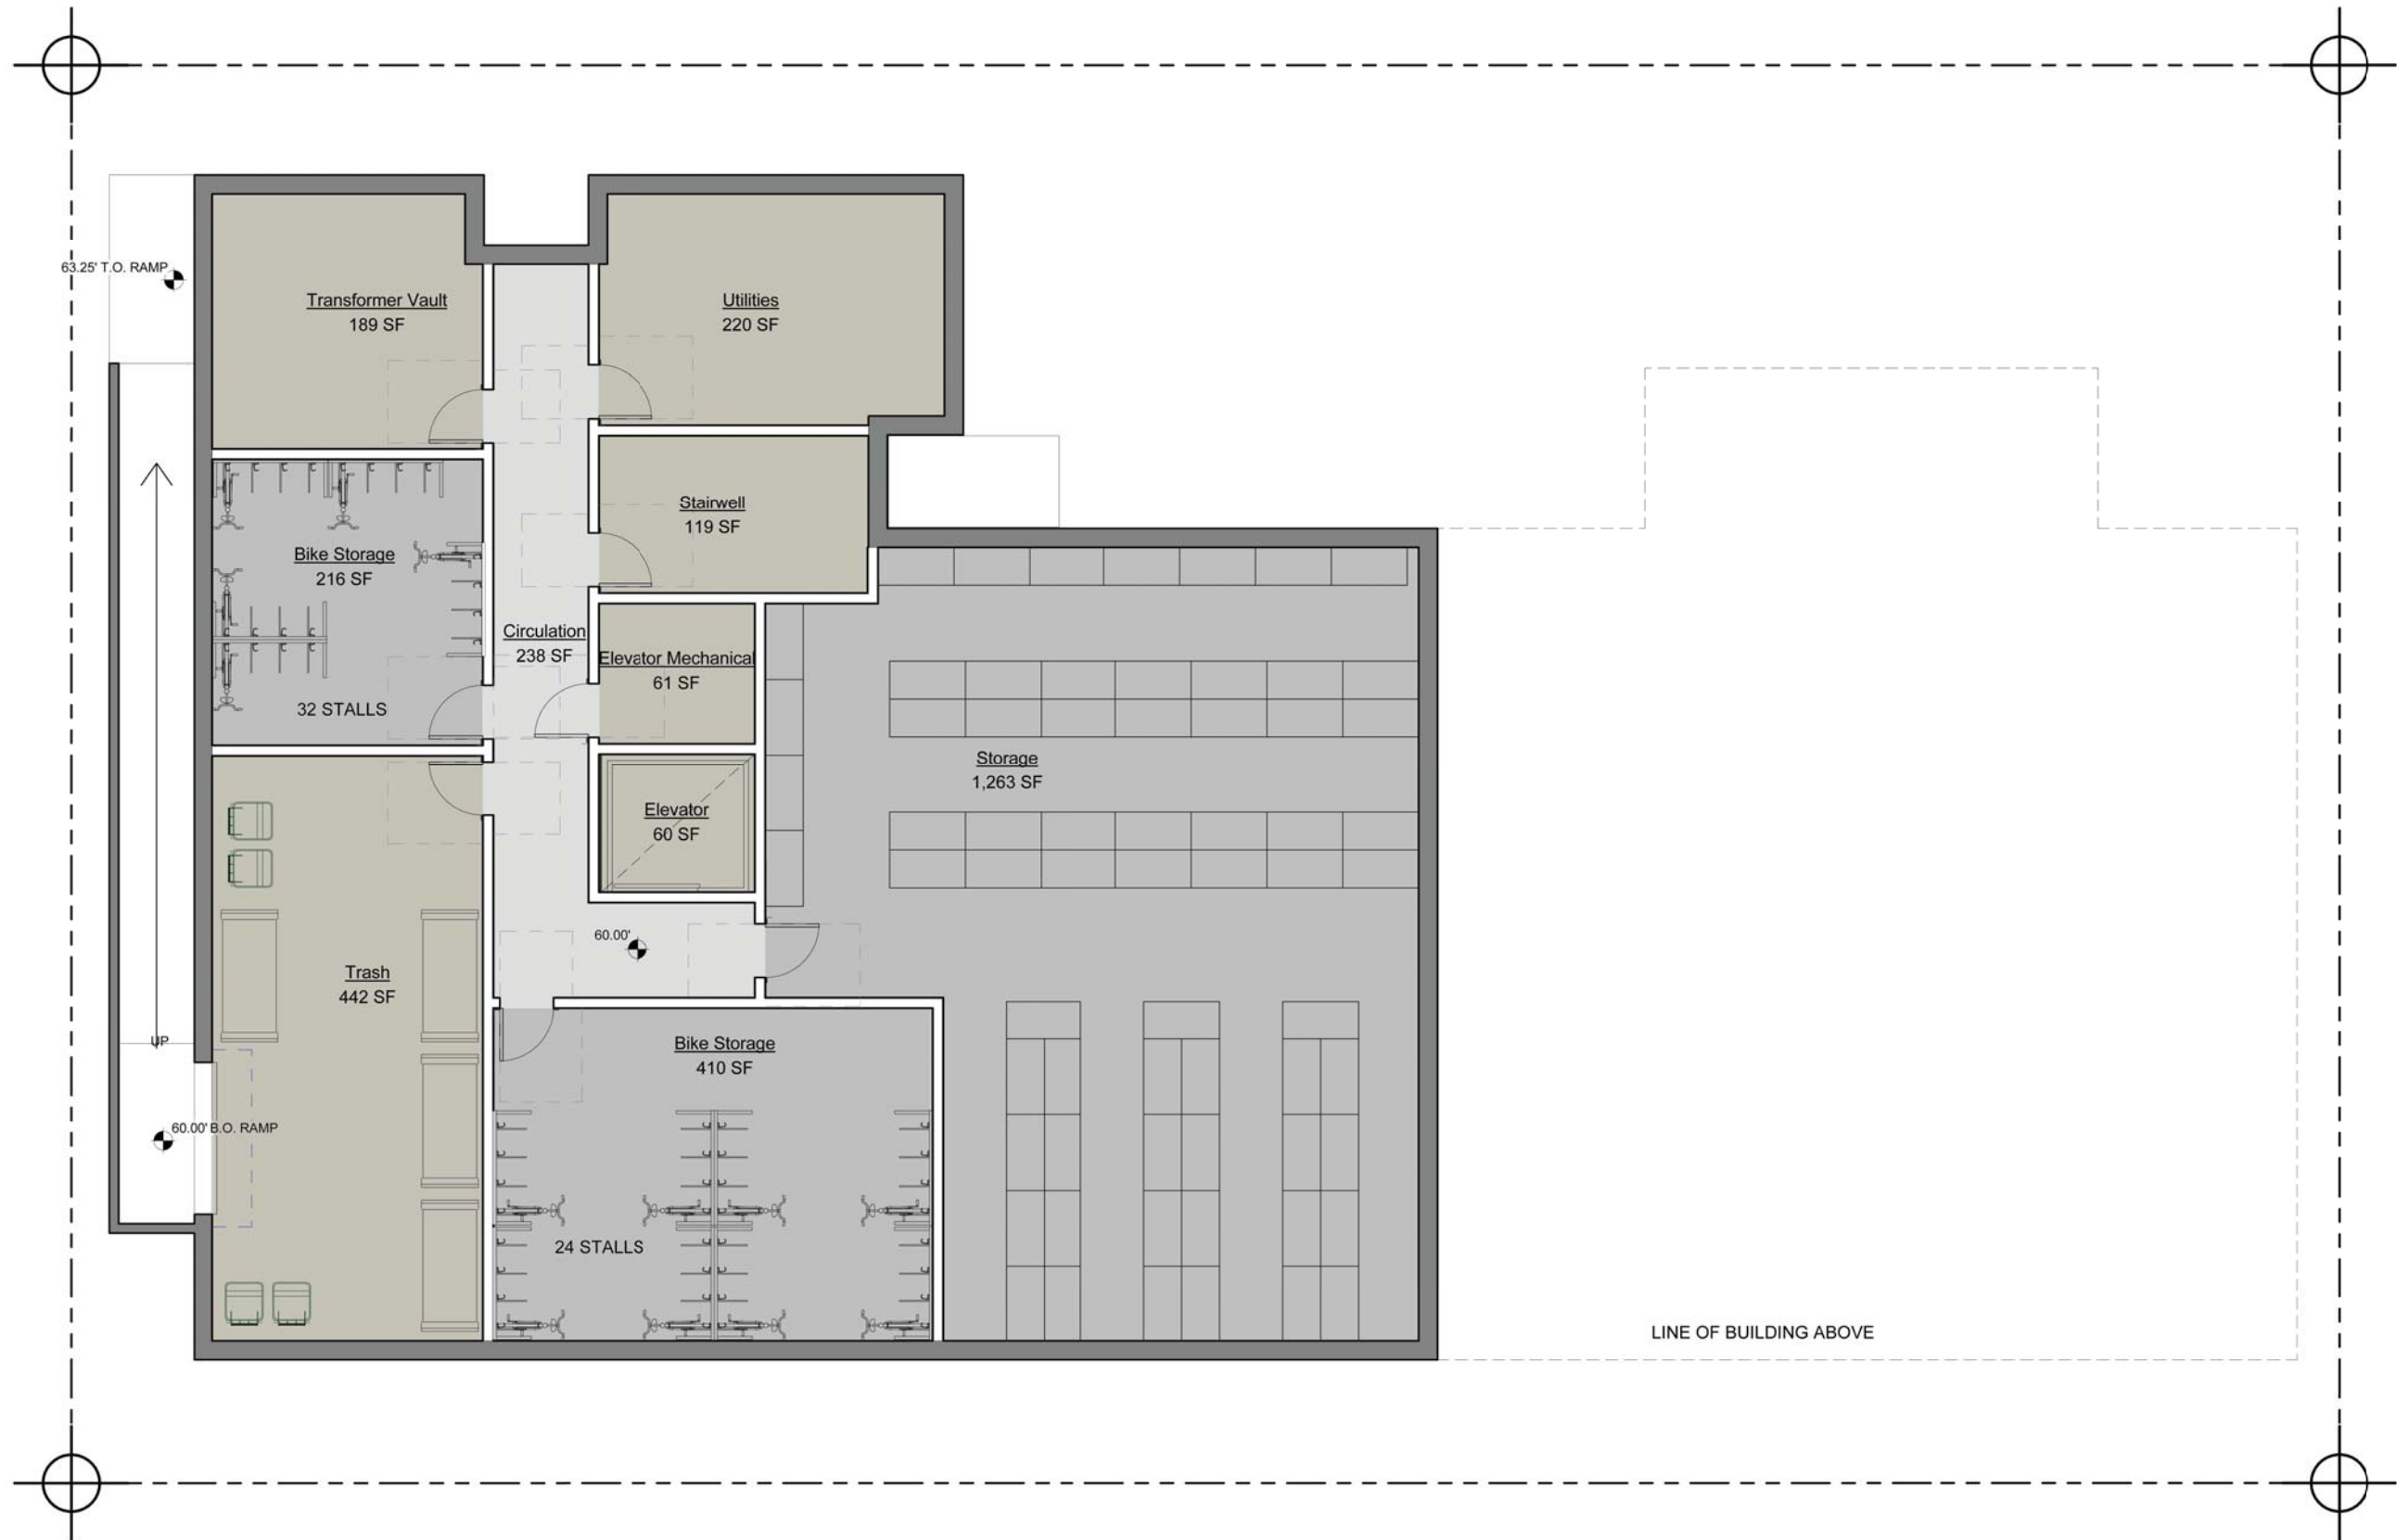 63.25' T.O. RAMP
Transformer Vault
189 SF
Utilities
220 SF
Stairwell
119 SF
Bike Storage
216 SF
32 STALLS
Circulation
238 SF
Elevator Mechanical
61 SF
Storage
1,263 SF
Elevator
60 SF
60.00'
Trash
442 SF
UP
Bike Storage
410 SF
60.00' B.O. RAMP
24 STALLS
LINE OF BUILDING ABOVE